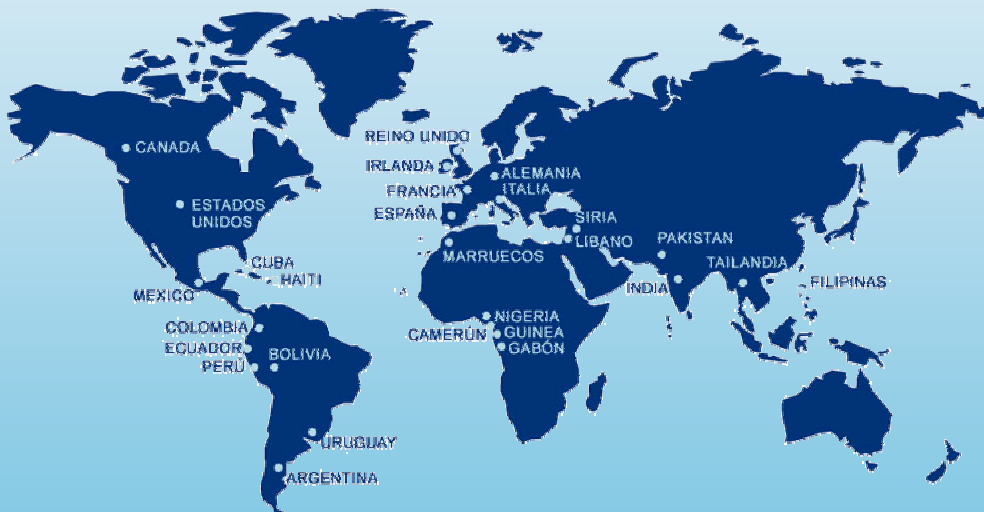 REINO UNIDO
CANADA
IRLANDA
ALEMANIA
FRANCIA
ITALIA
ESTADOS
UNIDOS
ESPAÑA
SIRIA
PAKISTAN
LIBANO
MARRUECOS
CUBA
TAILANDIA
HAITI
FILIPINAS
INDIA
MEXICO
NIGERIA
COLOMBIA
CAMERÚN
GUINEA
ECUADOR
GABÓN
BOLIVIA
PERÚ
URUGUAY
ARGENTINA